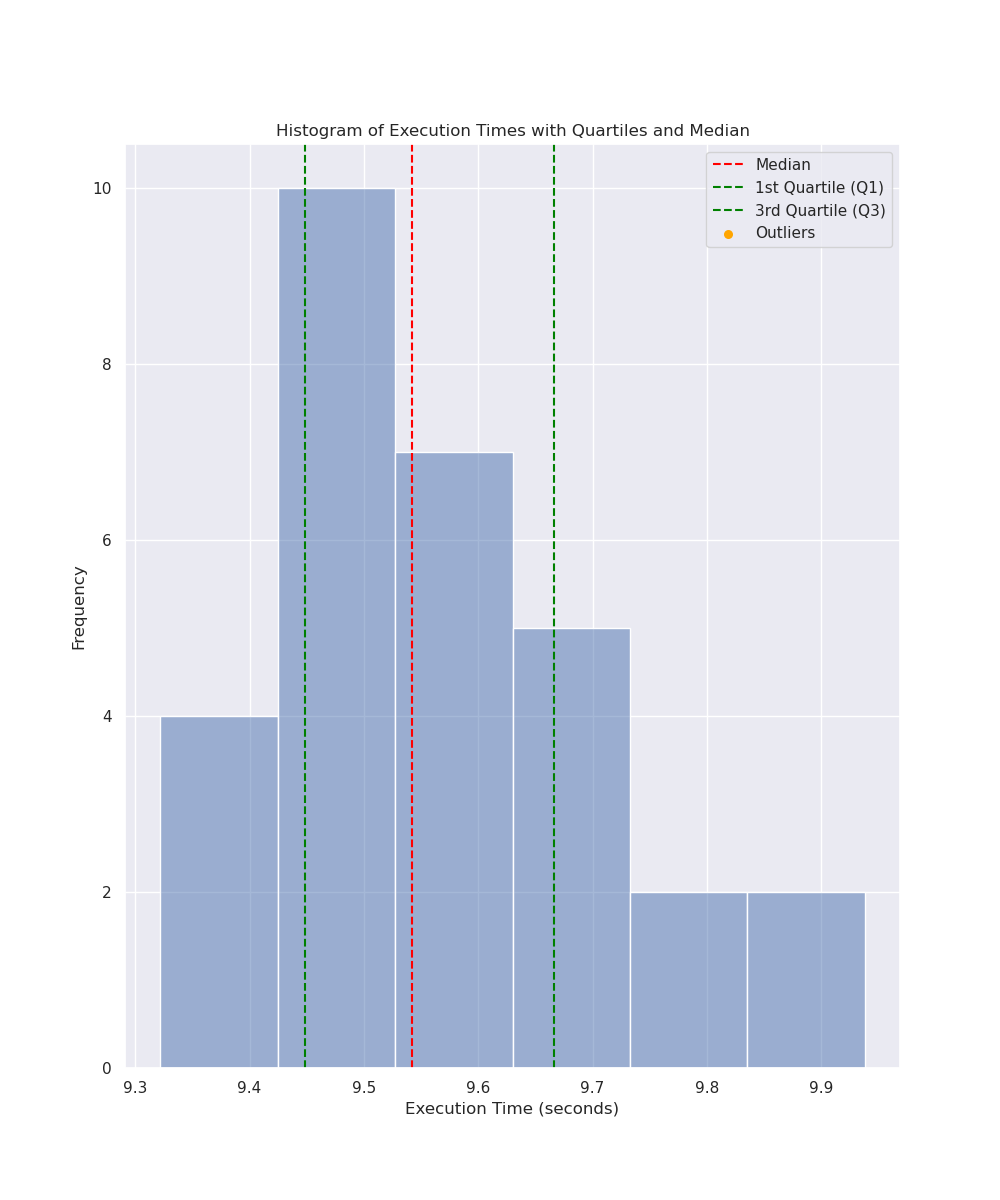 Histogram of Execution Times with Quartiles and Median
Median
1st Quartile (Q1)
3rd Quartile (Q3)
Outliers
10
8
6
4
2
0
Frequency
9.3 9.4 9.5 9.6 9.7 9.8 9.9
Execution Time (seconds)